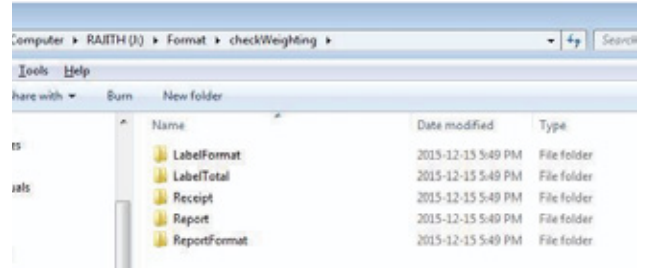 Computer ▸ RAJITH (J:) ▸ Format ▸ checkWeighting ▸
Tools Help
hare with Burn New folder
Name Date modified Type
LabelFormat 2015-12-15 5:49 PM File folder
LabelTotal 2015-12-15 5:49 PM File folder
uals
Receipt 2015-12-15 5:49 PM File folder
Report 2015-12-15 5:49 PM File folder
ReportFormat 2015-12-15 5:49 PM File folder